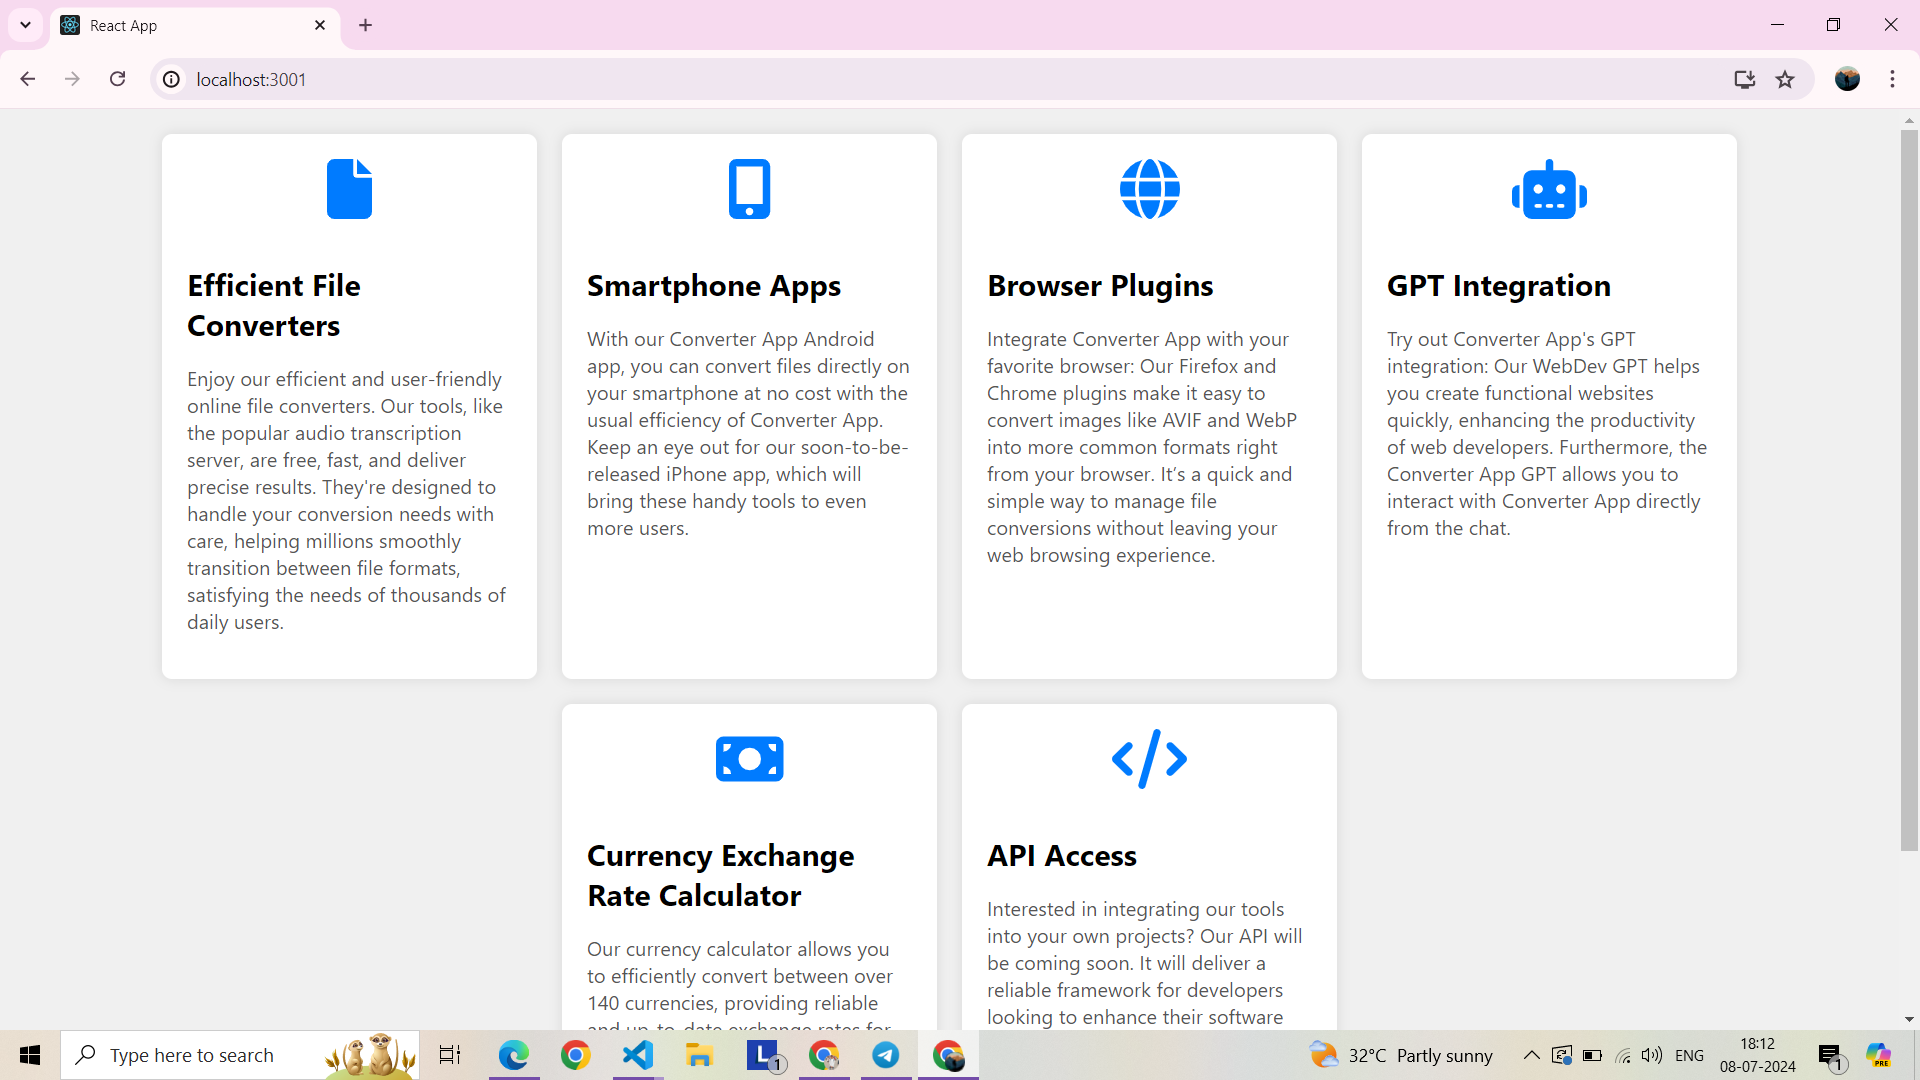 React App
localhost:3001
Efficient File
Converters
Enjoy our efficient and user-friendly
online file converters. Our tools, like
the popular audio transcription
server, are free, fast, and deliver
precise results. They're designed to
handle your conversion needs with
care, helping millions smoothly
transition between file formats,
satisfying the needs of thousands of
daily users.
Smartphone Apps
With our Converter App Android
app, you can convert files directly on
your smartphone at no cost with the
usual efficiency of Converter App.
Keep an eye out for our soon-to-be-
released iPhone app, which will
bring these handy tools to even
more users.
Browser Plugins
Integrate Converter App with your
favorite browser: Our Firefox and
Chrome plugins make it easy to
convert images like AVIF and WebP
into more common formats right
from your browser. It’s a quick and
simple way to manage file
conversions without leaving your
web browsing experience.
GPT Integration
Try out Converter App's GPT
integration: Our WebDev GPT helps
you create functional websites
quickly, enhancing the productivity
of web developers. Furthermore, the
Converter App GPT allows you to
interact with Converter App directly
from the chat.
Currency Exchange
Rate Calculator
Our currency calculator allows you
to efficiently convert between over
140 currencies, providing reliable
and up-to-date exchange rates for
API Access
Interested in integrating our tools
into your own projects? Our API will
be coming soon. It will deliver a
reliable framework for developers
looking to enhance their software
Type here to search
L
1
32°C Partly sunny
ENG
18:12
08-07-2024
1
PRE